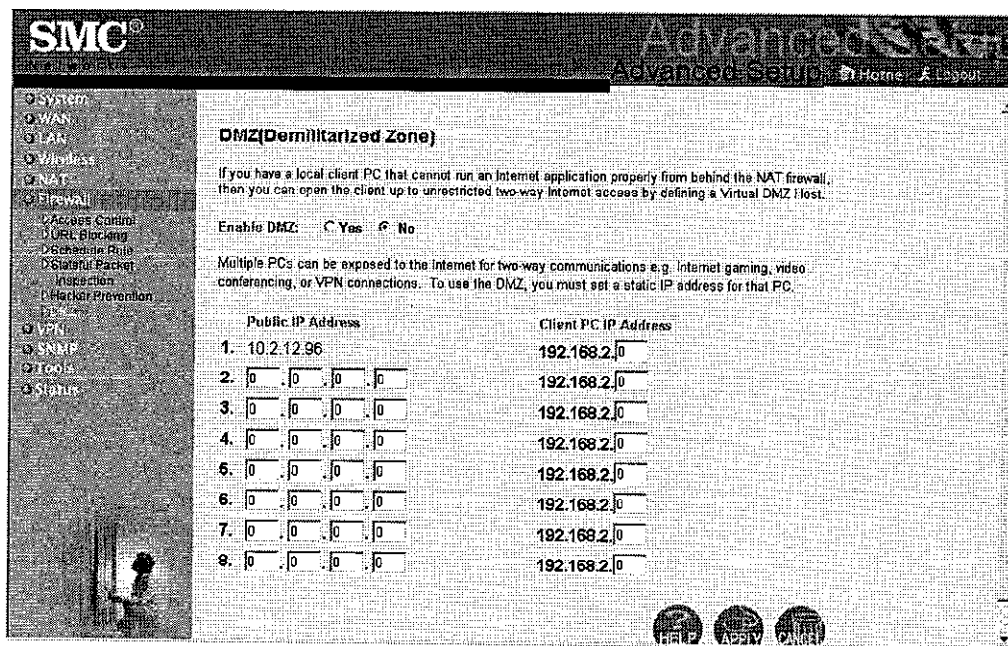 SMC®
Networks
Advanced Setup
Advanced Setup
Home Logout
System
WAN
LAN
Wireless
NAT
Firewall
Access Control
URL Blocking
Schedule Rule
Stateful Packet
Inspection
Hacker Prevention
VPN
SNMP
Tools
Status
DMZ(Demilitarized Zone)
If you have a local client PC that cannot run an Internet application properly from behind the NAT firewall,
then you can open the client up to unrestricted two-way Internet access by defining a Virtual DMZ Host.
Enable DMZ: Yes No
Multiple PCs can be exposed to the Internet for two-way communications e.g. Internet gaming, video
conferencing, or VPN connections. To use the DMZ, you must set a static IP address for that PC.
Public IP Address Client PC IP Address
1. 10.2.12.96 192.168.2.0
2. 0 . 0 . 0 . 0 192.168.2.0
3. 0 . 0 . 0 . 0 192.168.2.0
4. 0 . 0 . 0 . 0 192.168.2.0
5. 0 . 0 . 0 . 0 192.168.2.0
6. 0 . 0 . 0 . 0 192.168.2.0
7. 0 . 0 . 0 . 0 192.168.2.0
8. 0 . 0 . 0 . 0 192.168.2.0
HELP APPLY CANCEL